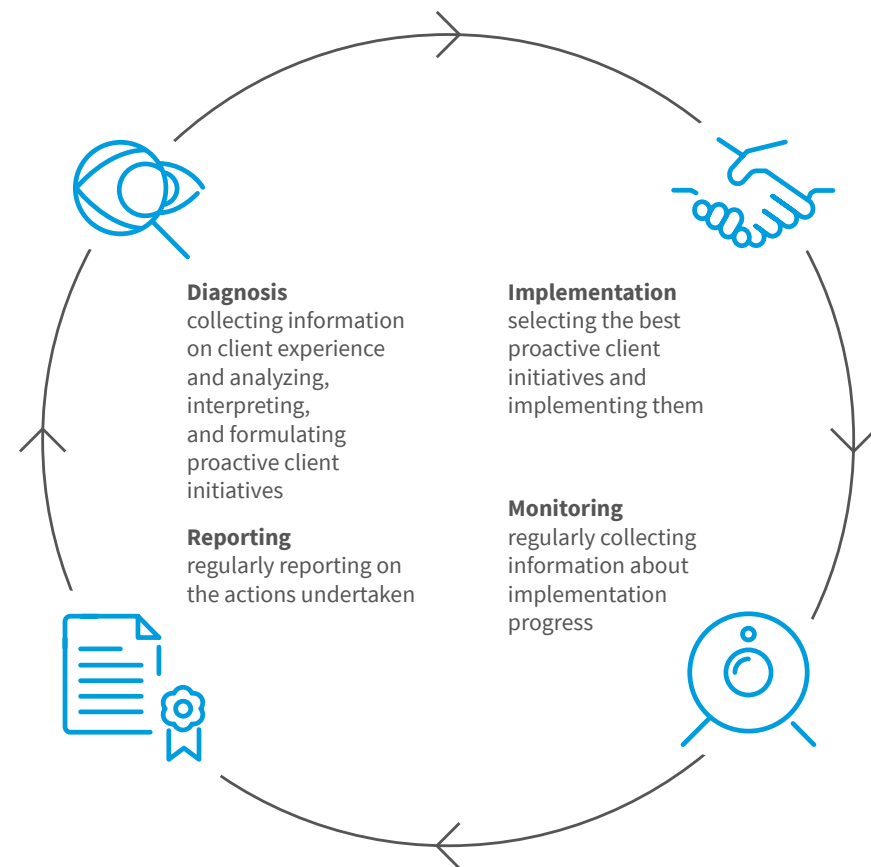 Diagnosis
collecting information
on client experience
and analyzing,
interpreting,
and formulating
proactive client
initiatives
Implementation
selecting the best
proactive client
initiatives and
implementing them
Reporting
regularly reporting on
the actions undertaken
Monitoring
regularly collecting
information about
implementation
progress